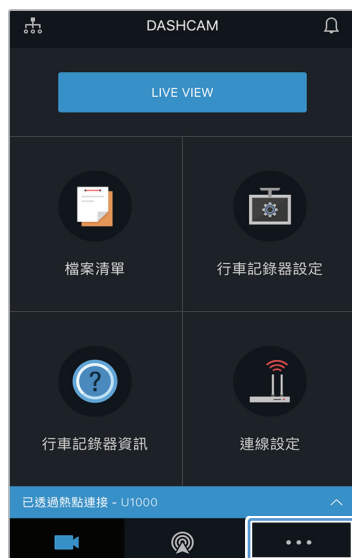 DASHCAM
LIVE VIEW
檔案清單
行車記錄器設定
行車記錄器資訊
連線設定
已透過熱點連接 - U1000